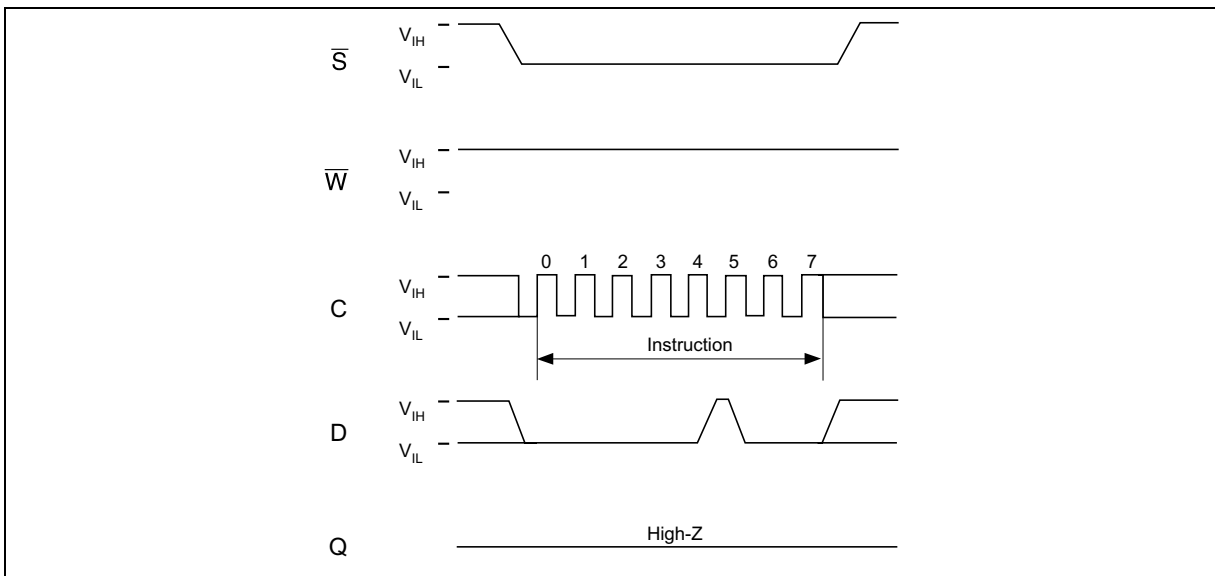 V_IH
S̅
V_IL
V_IH
W̅
V_IL
0 1 2 3 4 5 6 7
V_IH
C
V_IL
Instruction
V_IH
D
V_IL
High-Z
Q